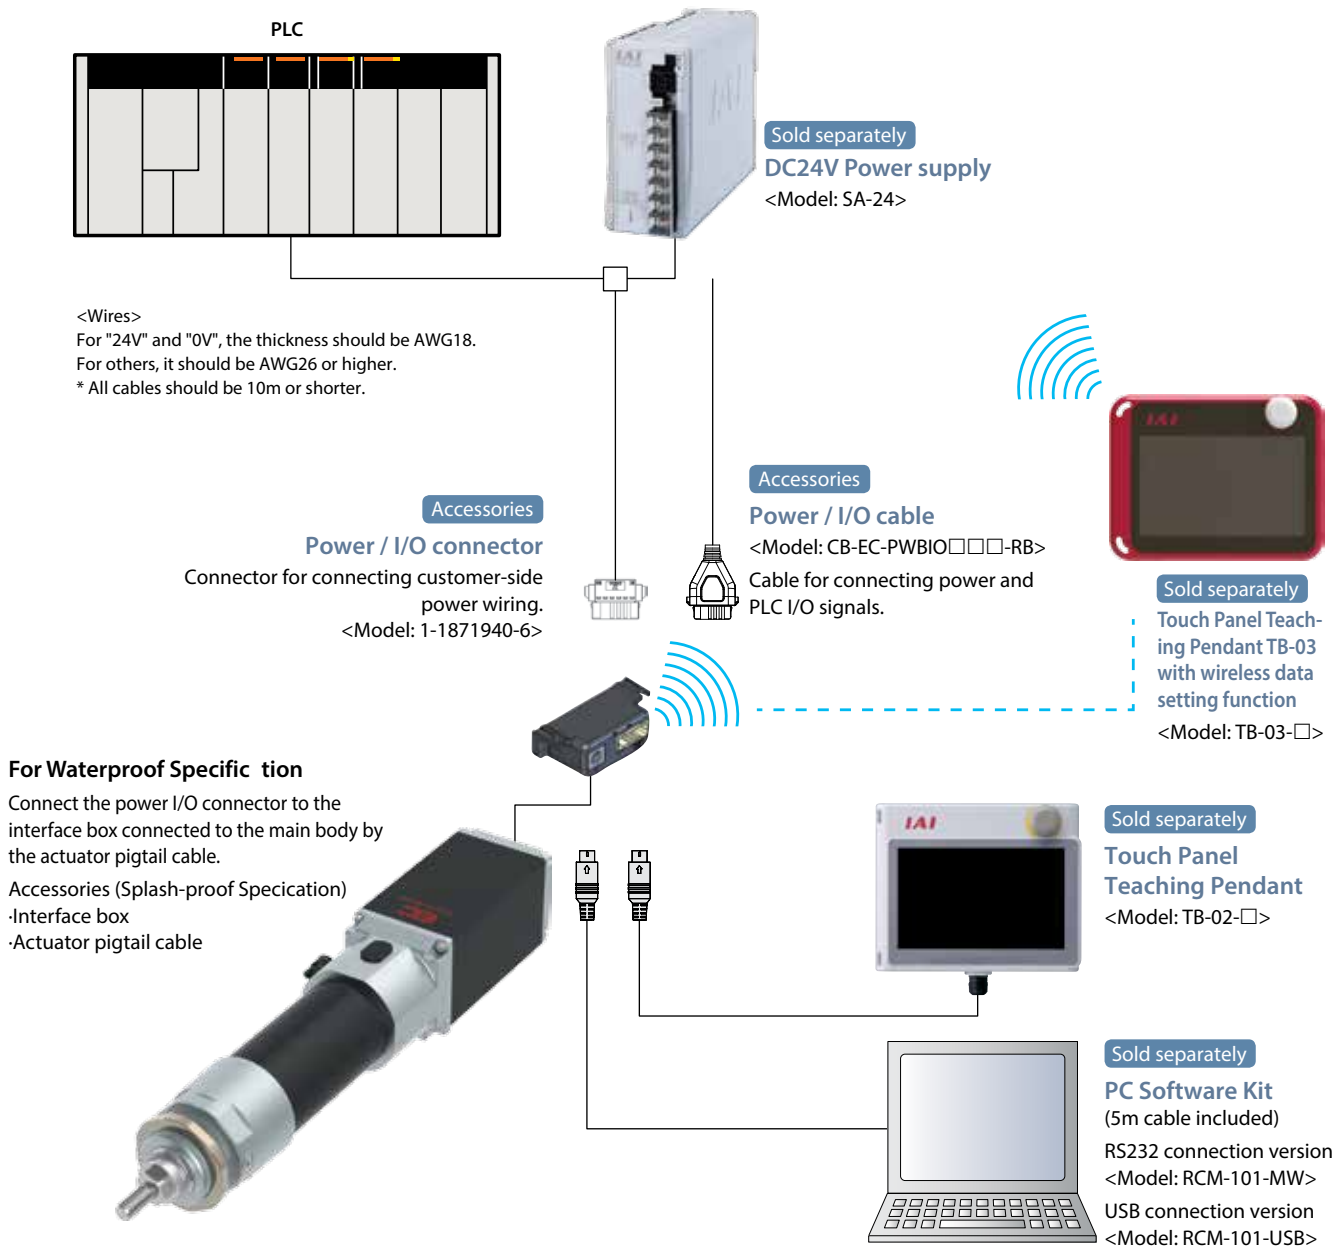 PLC
IAI
Sold separately
DC24V Power supply
<Model: SA-24>
<Wires>
For "24V" and "0V", the thickness should be AWG18.
For others, it should be AWG26 or higher.
* All cables should be 10m or shorter.
IAI
Accessories
Power / I/O connector
Connector for connecting customer-side
power wiring.
<Model: 1-1871940-6>
Accessories
Power / I/O cable
<Model: CB-EC-PWBIO□□□-RB>
Cable for connecting power and
PLC I/O signals.
Sold separately
Touch Panel Teach-
ing Pendant TB-03
with wireless data
setting function
<Model: TB-03-□>
For Waterproof Specific tion
Connect the power I/O connector to the
interface box connected to the main body by
the actuator pigtail cable.
Accessories (Splash-proof Specication)
·Interface box
·Actuator pigtail cable
EC
IAI
Sold separately
Touch Panel
Teaching Pendant
<Model: TB-02-□>
Sold separately
PC Software Kit
(5m cable included)
RS232 connection version
<Model: RCM-101-MW>
USB connection version
<Model: RCM-101-USB>